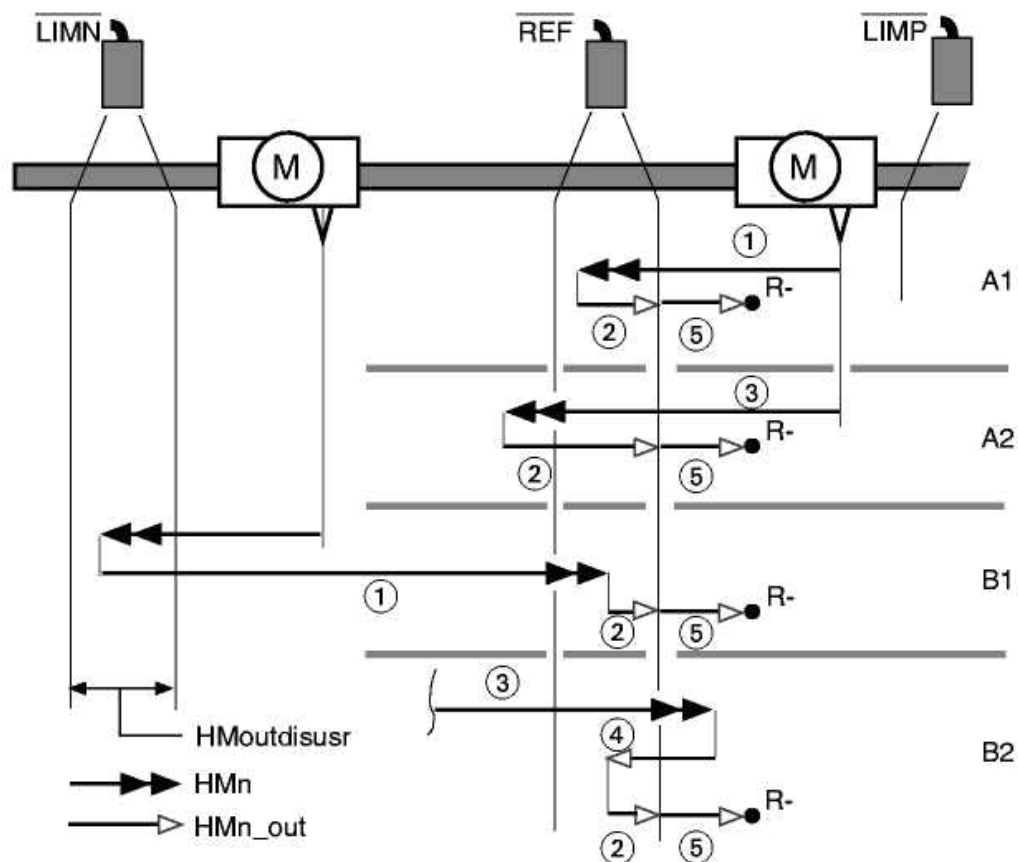 LIMN REF LIMP
M M
1
R- A1
2 5
3
R- A2
2 5
1 R- B1
2 5
3
HMoutdisusr 4 B2
HMn
R-
HMn_out
2 5